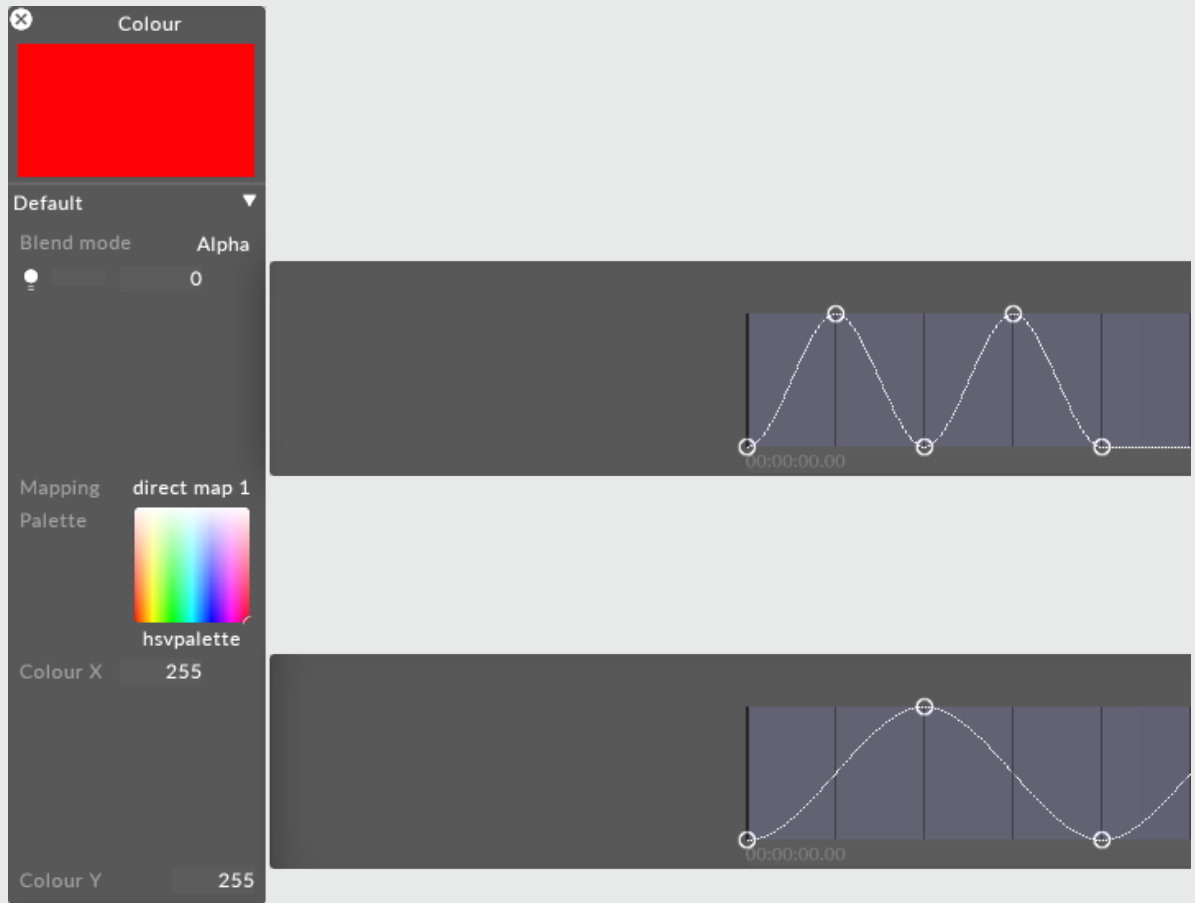 Colour
Default
Blend mode Alpha
0
00:00:00.00
Mapping direct map 1
Palette
hsvpalette
Colour X 255
00:00:00.00
Colour Y 255